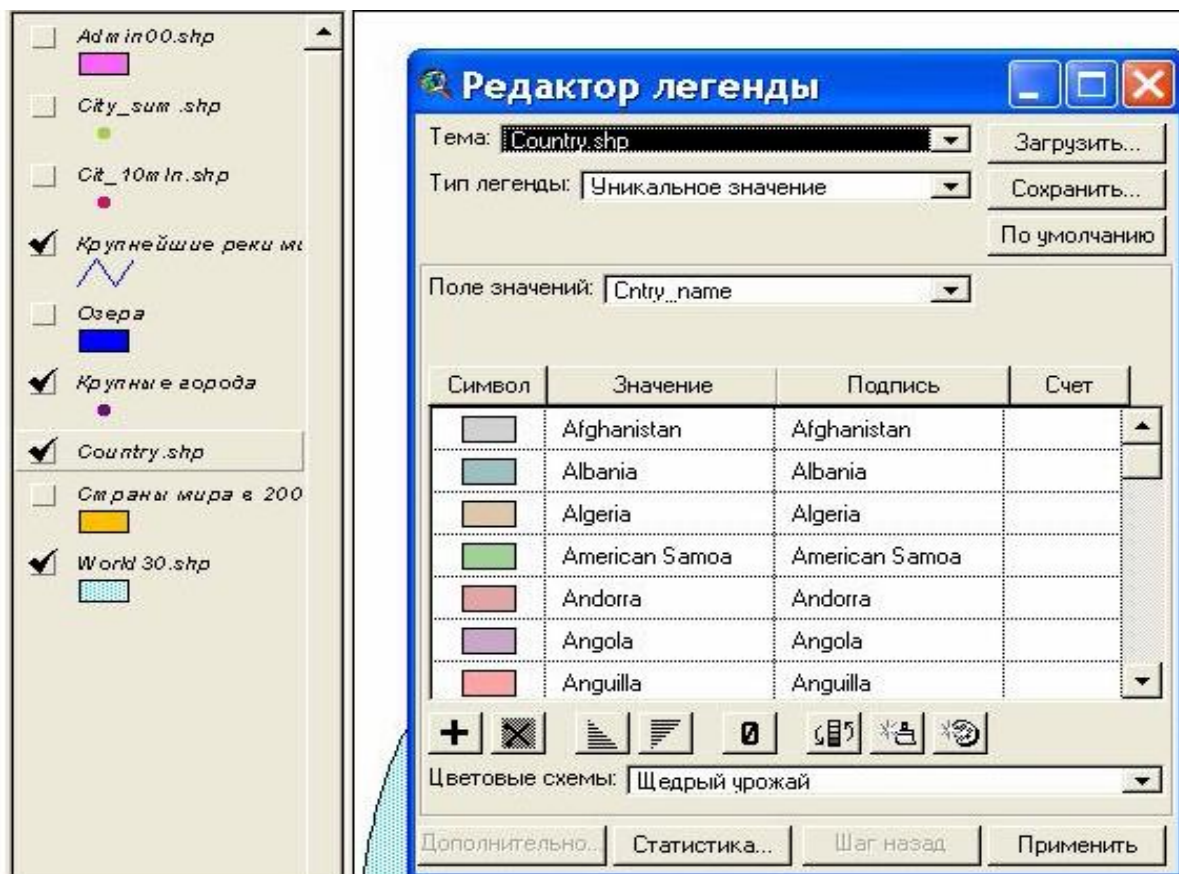 Admin00.shp
City_sum .shp
Cit_10mln.shp
Крупнейшие реки ми
Озера
Крупные города
Country.shp
Страны мира в 200
World 30.shp
Редактор легенды
Тема: Country.shp
Загрузить...
Тип легенды: Уникальное значение
Сохранить...
По умолчанию
Поле значений: Cntry_name
Символ Значение Подпись Счет
Afghanistan Afghanistan
Albania Albania
Algeria Algeria
American Samoa American Samoa
Andorra Andorra
Angola Angola
Anguilla Anguilla
Цветовые схемы: Щедрый урожай
Дополнительно... Статистика... Шаг назад Применить